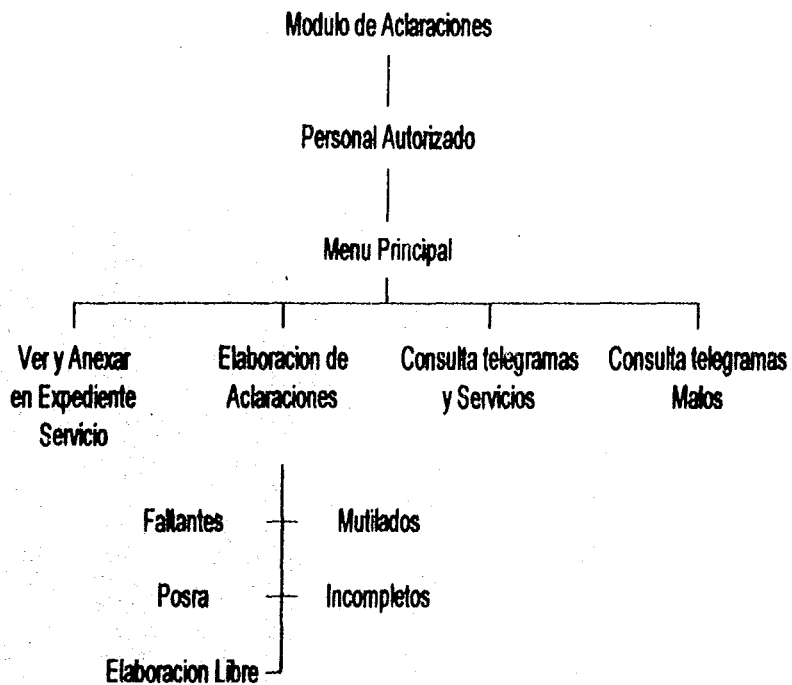 Modulo de Aclaraciones
Personal Autorizado
Menu Principal
Ver y Anexar
en Expediente
Servicio
Elaboracion de
Aclaraciones
Consulta telegramas
y Servicios
Consulta telegramas
Malos
Faltantes
Mutilados
Posra
Incompletos
Elaboracion Libre